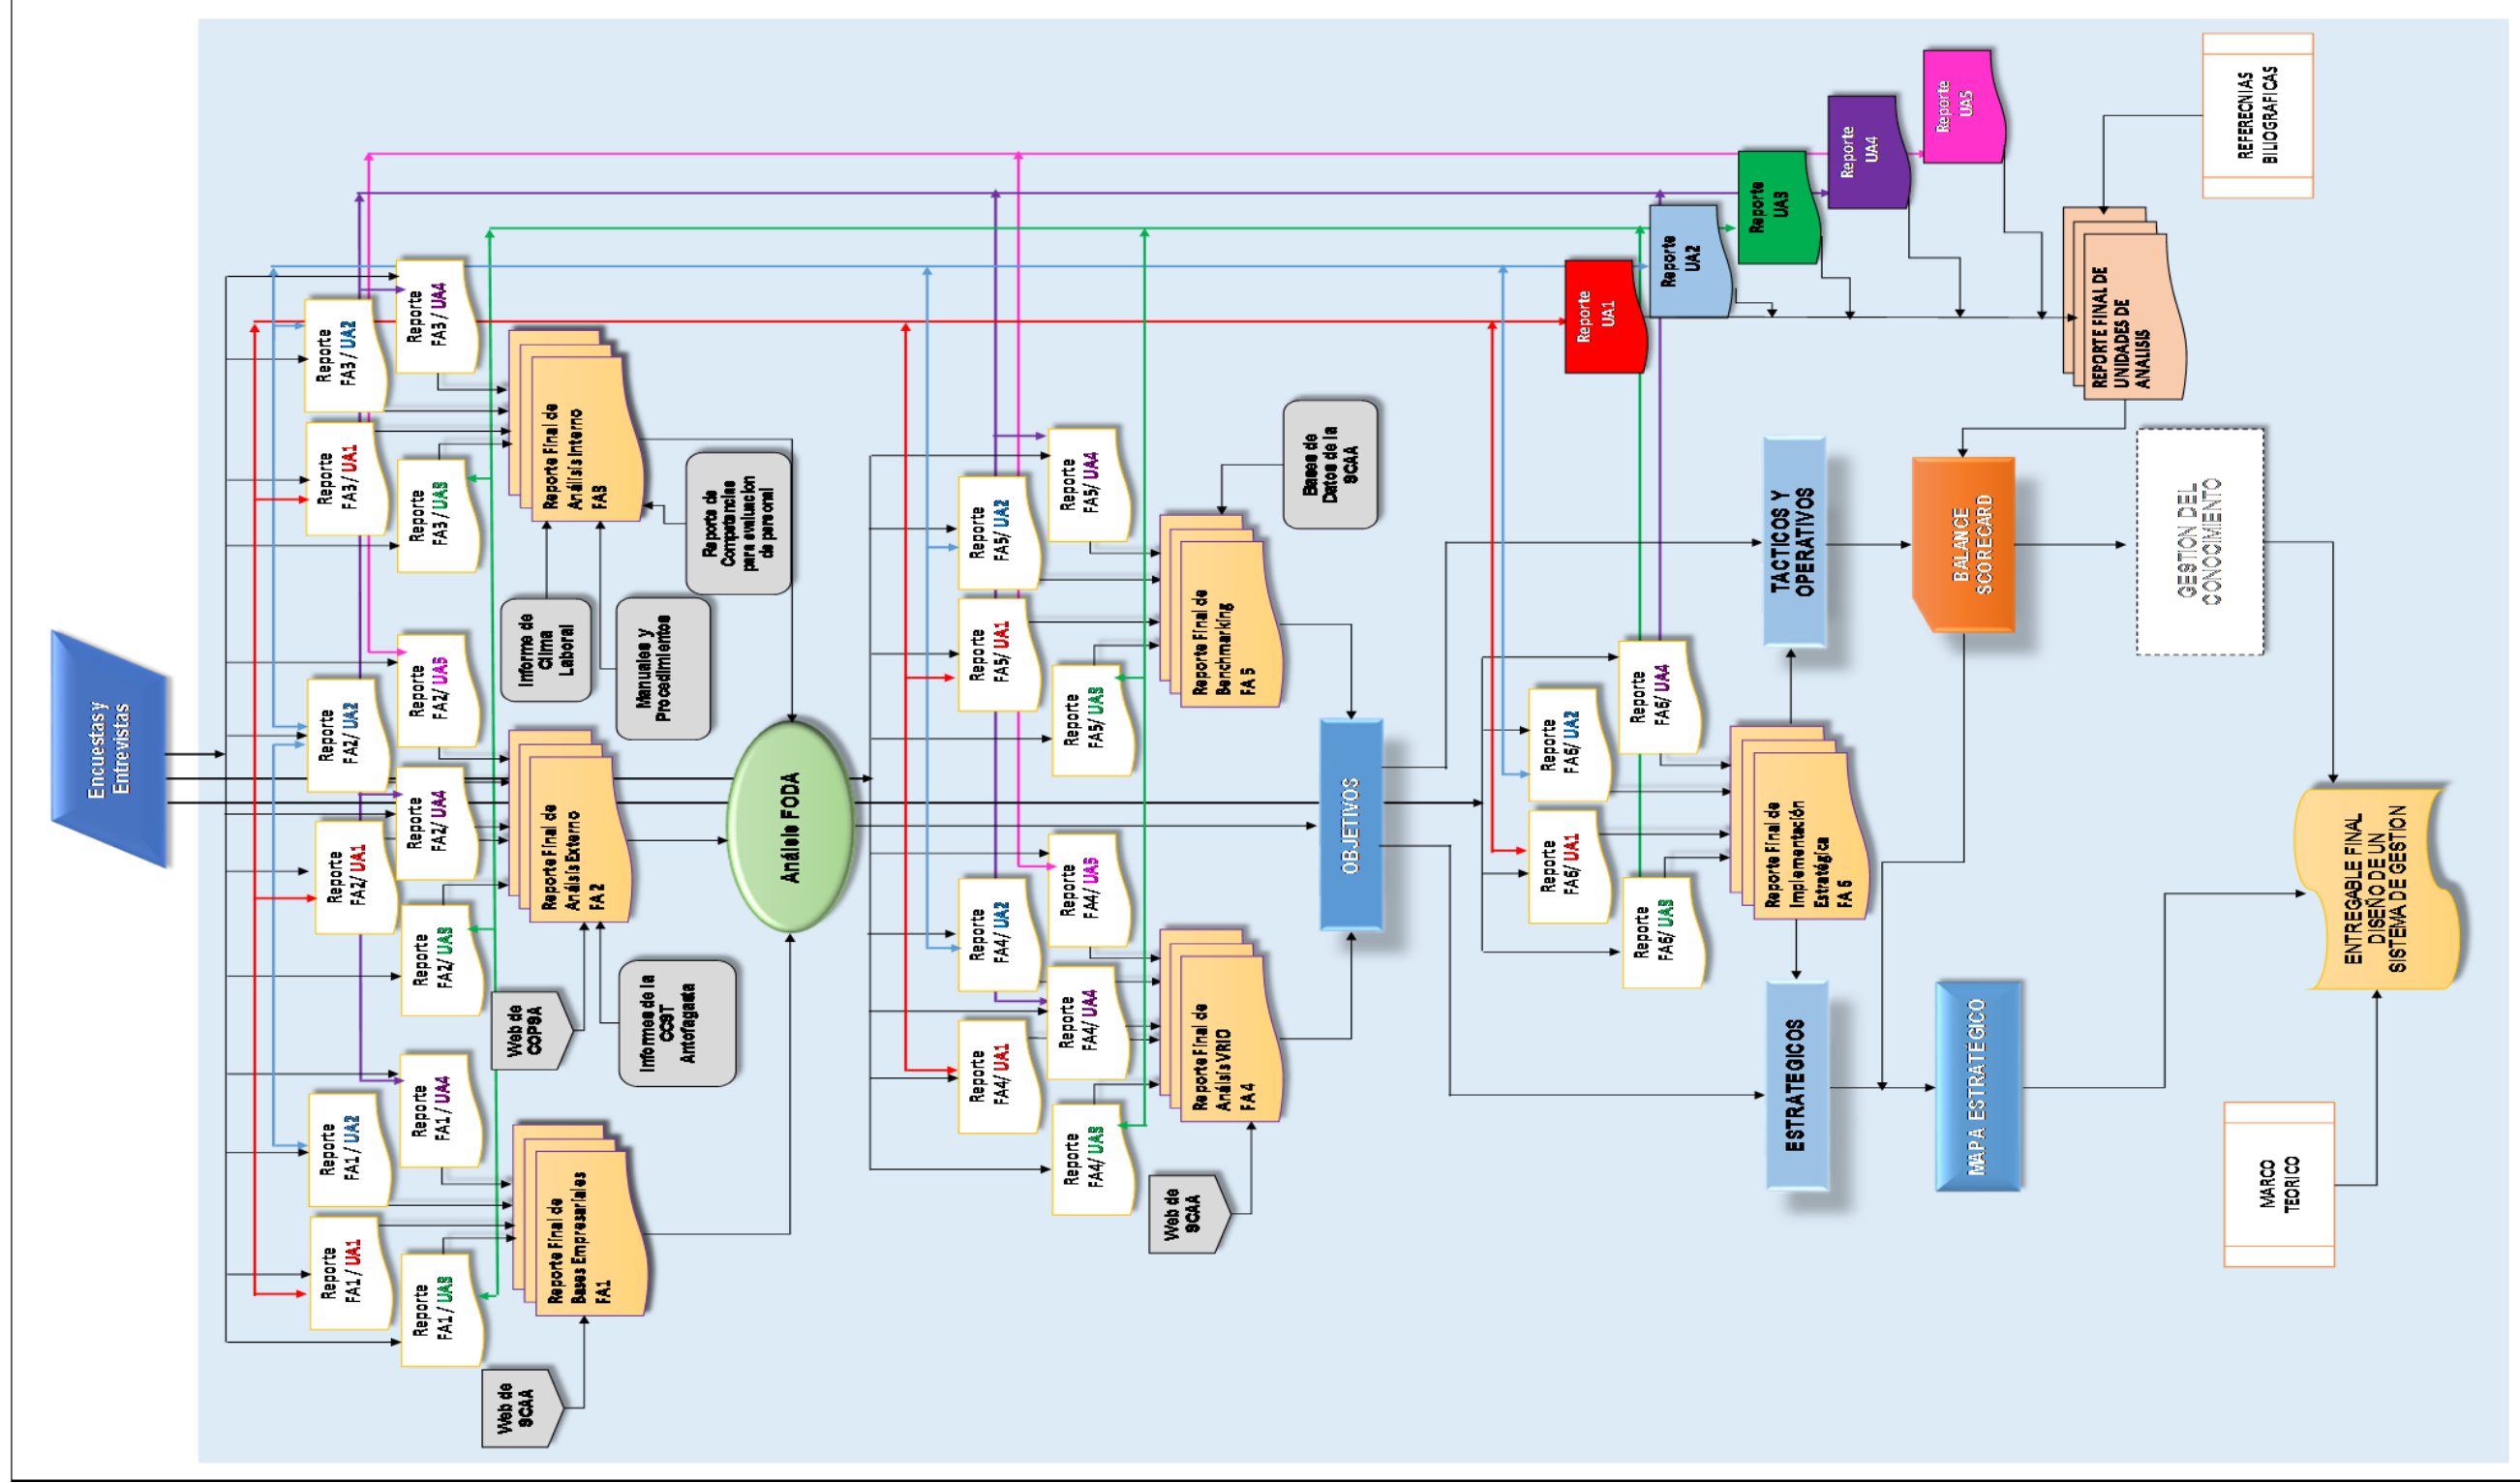 Encuestas y
Entrevistas
Reporte
FA1 / UA1
Reporte
FA1 / UA2
Reporte
FA1 / UA3
Reporte
FA1 / UA4
Reporte
FA2/ UA1
Reporte
FA2/ UA2
Reporte
FA2/ UA3
Reporte
FA2/ UA4
Reporte
FA2/ UA5
Reporte
FA3 / UA1
Reporte
FA3 / UA2
Reporte
FA3 / UA3
Reporte
FA3 / UA4
Web de
SCAA
Reporte Final de
Bases Empresariales
FA1
Web de
COPSA
Informes de la
CCST
Antofagasta
Reporte Final de
Análisis Externo
FA 2
Informe de
Clima
Laboral
Manuales y
Procedimientos
Reporte de
Competencias
para evaluacion
de personal
Reporte Final de
Análisis Interno
FA3
Análisis FODA
Reporte
FA4/ UA1
Reporte
FA4/ UA2
Reporte
FA4/ UA3
Reporte
FA4/ UA4
Reporte
FA4/ UA5
Reporte
FA5/ UA1
Reporte
FA5/ UA2
Reporte
FA5/ UA3
Reporte
FA5/ UA4
Web de
SCAA
Reporte Final de
Análisis VRIO
FA 4
Reporte Final de
Benchmarking
FA 5
Bases de
Datos de la
SCAA
OBJETIVOS
Reporte
FA6/ UA1
Reporte
FA6/ UA2
Reporte
FA6/ UA3
Reporte
FA6/ UA4
Reporte Final de
Implementación
Estratégica
FA 6
Reporte
UA1
Reporte
UA2
Reporte
UA3
Reporte
UA4
Reporte
UA5
ESTRATEGICOS
TACTICOS Y
OPERATIVOS
MAPA ESTRATÉGICO
BALANCE
SCORECARD
REPORTE FINAL DE
UNIDADES DE
ANALISIS
REFERECNIAS
BILIOGRAFICAS
GESTION DEL
CONOCIMIENTO
MARCO
TEORICO
ENTREGABLE FINAL
DISEÑO DE UN
SISTEMA DE GESTION